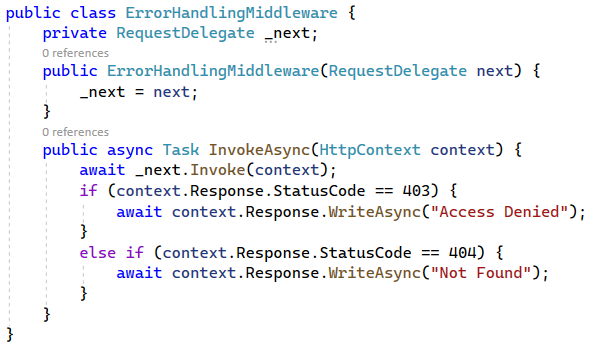 public class ErrorHandlingMiddleware {
    private RequestDelegate _next;
    0 references
    public ErrorHandlingMiddleware(RequestDelegate next) {
        _next = next;
    }
    0 references
    public async Task InvokeAsync(HttpContext context) {
        await _next.Invoke(context);
        if (context.Response.StatusCode == 403) {
            await context.Response.WriteAsync("Access Denied");
        }
        else if (context.Response.StatusCode == 404) {
            await context.Response.WriteAsync("Not Found");
        }
    }
}